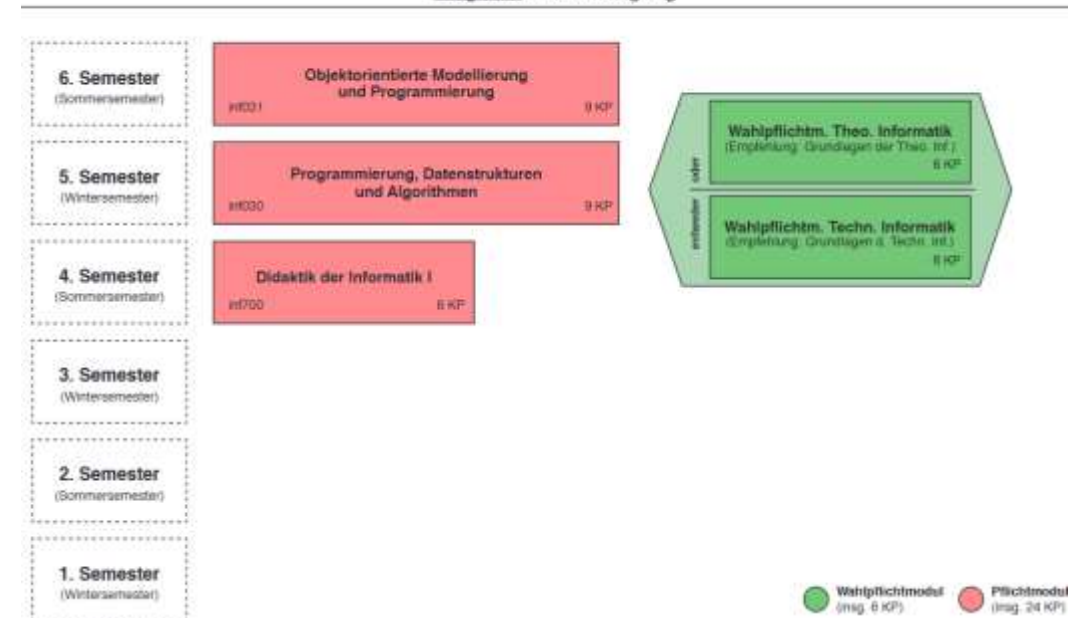 6. Semester
(Sommersemester)
Objektorientierte Modellierung
und Programmierung
inf031
9 KP
5. Semester
(Wintersemester)
Programmierung, Datenstrukturen
und Algorithmen
inf030
9 KP
4. Semester
(Sommersemester)
Didaktik der Informatik I
inf700
6 KP
entweder
oder
Wahlpflichtm. Theo. Informatik
(Empfehlung: Grundlagen der Theo. Inf.)
6 KP
Wahlpflichtm. Techn. Informatik
(Empfehlung: Grundlagen d. Techn. Inf.)
6 KP
3. Semester
(Wintersemester)
2. Semester
(Sommersemester)
1. Semester
(Wintersemester)
Wahlpflichtmodul
(insg. 6 KP)
Pflichtmodul
(insg. 24 KP)